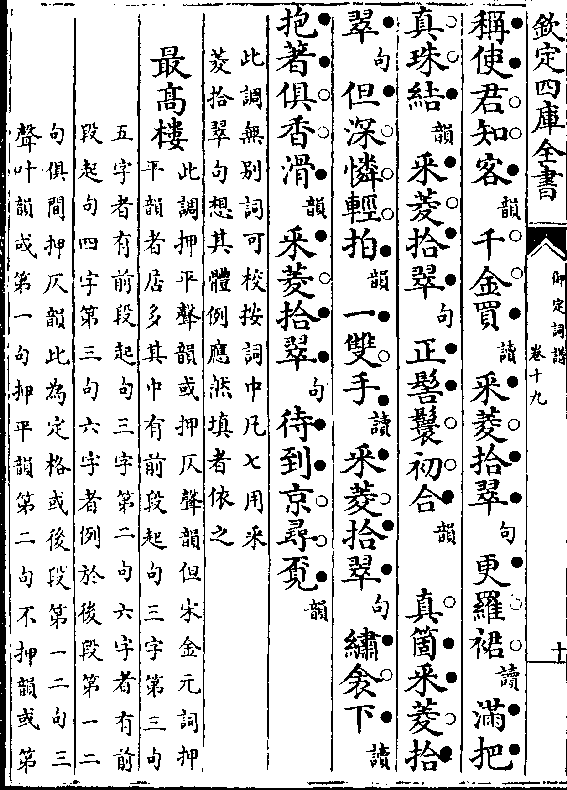 欽定四庫全書
御定詞譜
卷十九
十
稱使君知客韻千金買讀采菱拾翠句更羅裙讀滿把
真珠結韻采菱拾翠句正髻鬟初合韻　真箇采菱拾
翠句但深憐輕拍韻一雙手讀采菱拾翠句繡衾下讀
抱著俱香滑韻采菱拾翠句待到京尋覓韻
此調無別詞可校按詞中凡七用采
菱拾翠句想其體例應然填者依之
最高樓
此調押平聲韻或押仄聲韻但宋金元詞押
平韻者居多其中有前段起句三字第三句
五字者有前段起句三字第二句六字者有前
段起句四字第三句六字者例於後段第一二
句俱間押仄韻此為定格或後段第一二句三
聲叶韻或第一句押平韻第二句不押韻或第